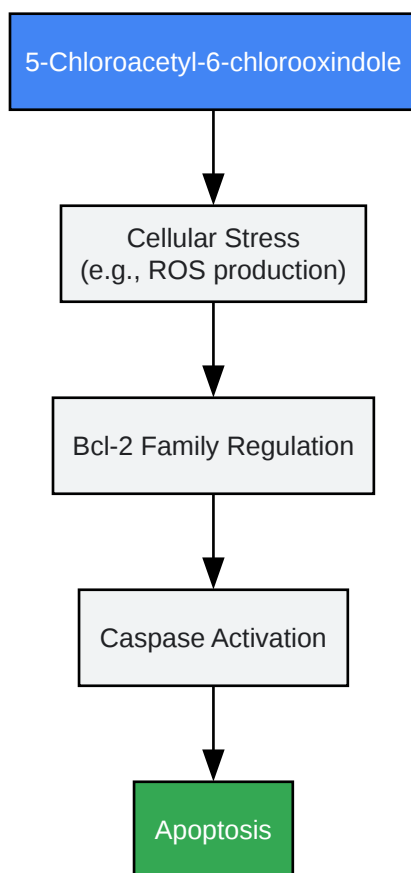 5-Chloroacetyl-6-chlorooxindole
Cellular Stress
(e.g., ROS production)
Bcl-2 Family Regulation
Caspase Activation
Apoptosis